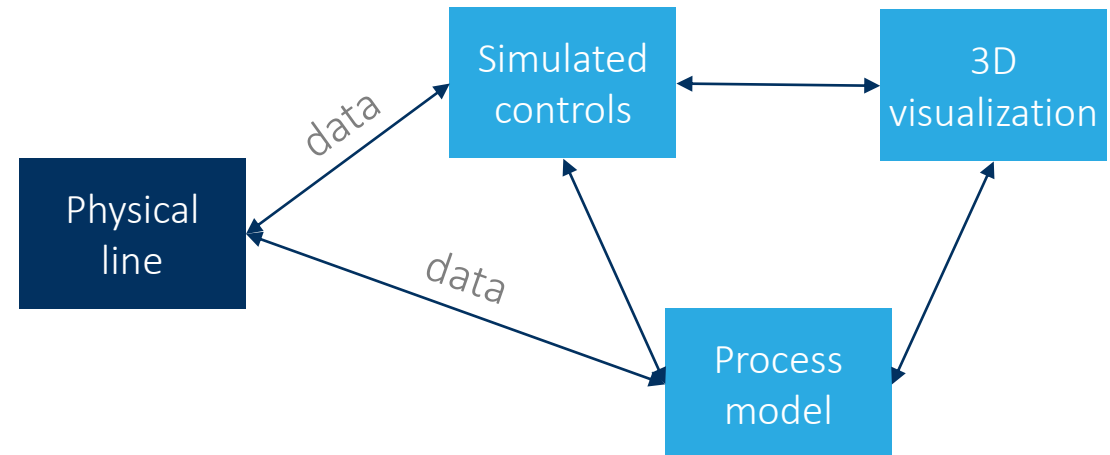 Simulated
controls
3D
visualization
data
Physical
line
data
Process
model